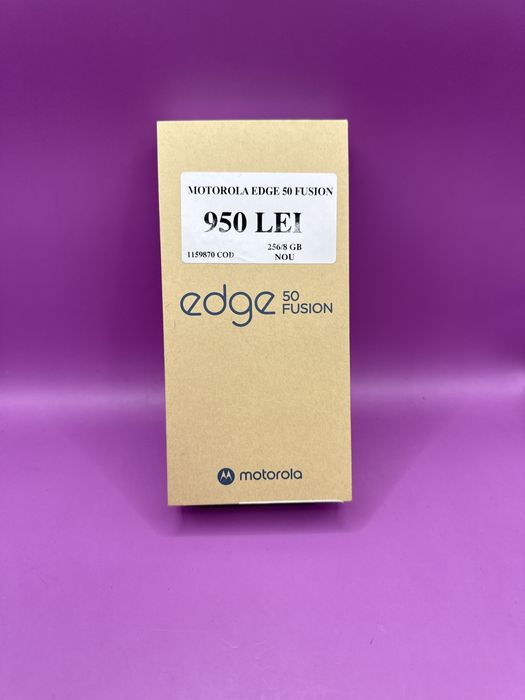 MOTOROLA EDGE 50 FUSION
950 LEI
256/8 GB
1159870 COD
NOU
edge 50 FUSION
motorola